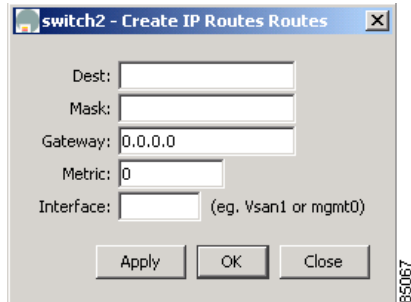 switch2 - Create IP Routes Routes
Dest:
Mask:
Gateway: 0.0.0.0
Metric: 0
Interface: (eg. Vsan1 or mgmt0)
Apply OK Close
85067